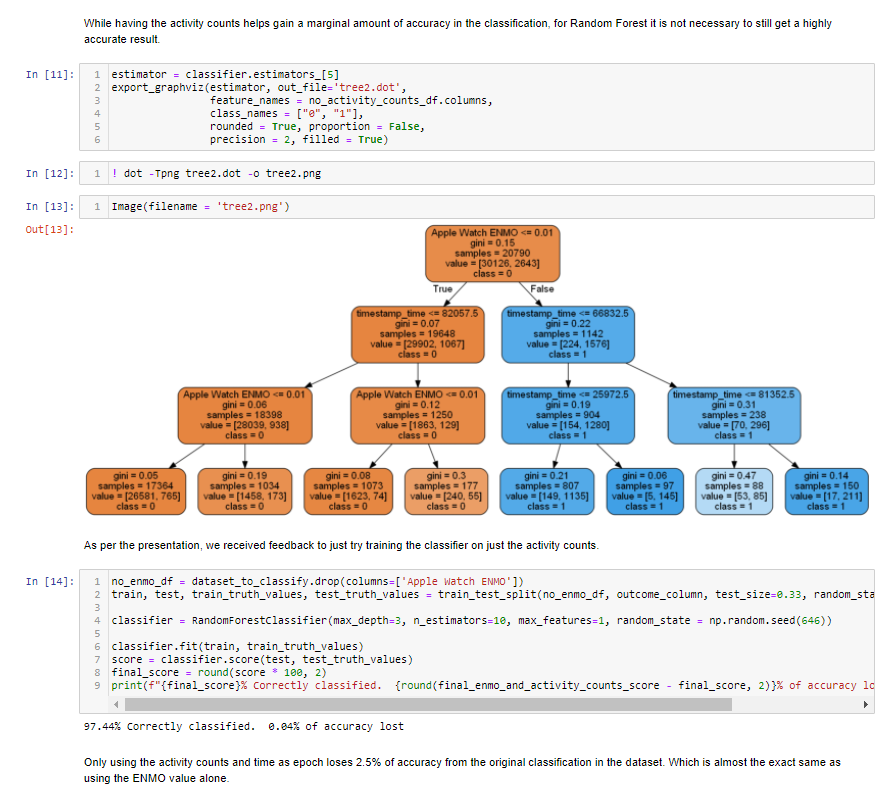 While having the activity counts helps gain a marginal amount of accuracy in the classification, for Random Forest it is not necessary to still get a highly
accurate result.
In [11]:
1 estimator = classifier.estimators_[5]
2 export_graphviz(estimator, out_file='tree2.dot',
3 feature_names = no_activity_counts_df.columns,
4 class_names = ["0", "1"],
5 rounded = True, proportion = False,
6 precision = 2, filled = True)
In [12]:
1 ! dot -Tpng tree2.dot -o tree2.png
In [13]:
1 Image(filename = 'tree2.png')
Out[13]:
Apple Watch ENMO <= 0.01
gini = 0.15
samples = 20790
value = [30126, 2643]
class = 0
True
False
timestamp_time <= 82057.5
gini = 0.07
samples = 19648
value = [29902, 1067]
class = 0
timestamp_time <= 66832.5
gini = 0.22
samples = 1142
value = [224, 1576]
class = 1
Apple Watch ENMO <= 0.01
gini = 0.06
samples = 18398
value = [28039, 938]
class = 0
Apple Watch ENMO <= 0.01
gini = 0.12
samples = 1250
value = [1863, 129]
class = 0
timestamp_time <= 25972.5
gini = 0.19
samples = 904
value = [154, 1280]
class = 1
timestamp_time <= 81352.5
gini = 0.31
samples = 238
value = [70, 296]
class = 1
gini = 0.05
samples = 17364
value = [26581, 765]
class = 0
gini = 0.19
samples = 1034
value = [1458, 173]
class = 0
gini = 0.08
samples = 1073
value = [1623, 74]
class = 0
gini = 0.3
samples = 177
value = [240, 55]
class = 0
gini = 0.21
samples = 807
value = [149, 1135]
class = 1
gini = 0.06
samples = 97
value = [5, 145]
class = 1
gini = 0.47
samples = 88
value = [53, 85]
class = 1
gini = 0.14
samples = 150
value = [17, 211]
class = 1
As per the presentation, we received feedback to just try training the classifier on just the activity counts.
In [14]:
1 no_enmo_df = dataset_to_classify.drop(columns=['Apple Watch ENMO'])
2 train, test, train_truth_values, test_truth_values = train_test_split(no_enmo_df, outcome_column, test_size=0.33, random_sta
3
4 classifier = RandomForestClassifier(max_depth=3, n_estimators=10, max_features=1, random_state = np.random.seed(646))
5
6 classifier.fit(train, train_truth_values)
7 score = classifier.score(test, test_truth_values)
8 final_score = round(score * 100, 2)
9 print(f"{final_score}% Correctly classified.  {round(final_enmo_and_activity_counts_score - final_score, 2)}% of accuracy lo
97.44% Correctly classified.  0.04% of accuracy lost
Only using the activity counts and time as epoch loses 2.5% of accuracy from the original classification in the dataset. Which is almost the exact same as
using the ENMO value alone.